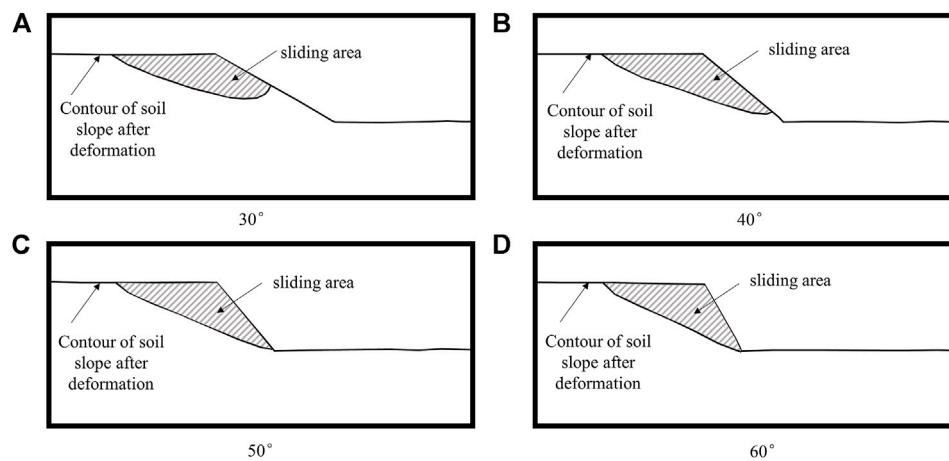 A
sliding area
Contour of soil
slope after
deformation
30°
B
sliding area
Contour of soil
slope after
deformation
40°
C
sliding area
Contour of soil
slope after
deformation
50°
D
sliding area
Contour of soil
slope after
deformation
60°